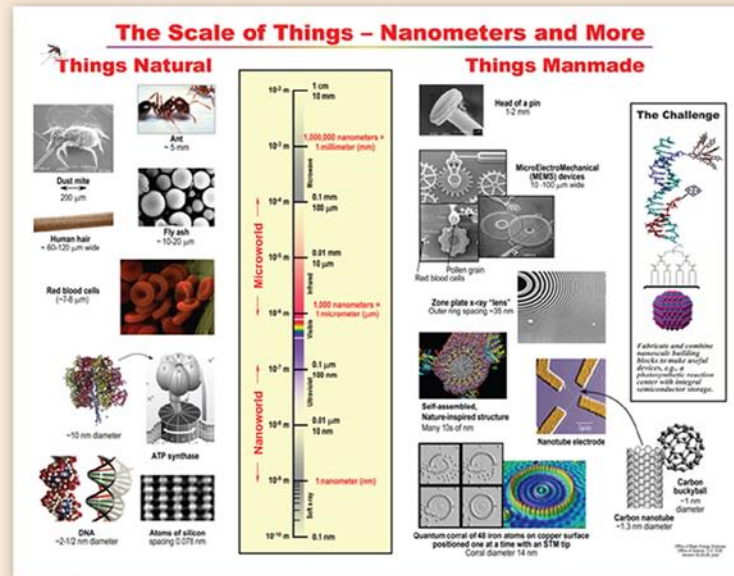 The Scale of Things – Nanometers and More
Things Natural
Things Manmade
Ant
~ 5 mm
Dust mite
200 µm
Human hair
~ 60-120 µm wide
Fly ash
~ 10-20 µm
Red blood cells
(~7-8 µm)
~10 nm diameter
ATP synthase
DNA
~2-1/2 nm diameter
Atoms of silicon
spacing 0.078 nm
Microworld
Nanoworld
10-2 m
10-3 m
10-4 m
10-5 m
10-6 m
10-7 m
10-8 m
10-9 m
10-10 m
Microwave
Infrared
Visible
Ultraviolet
Soft x-ray
1 cm
10 mm
1,000,000 nanometers =
1 millimeter (mm)
0.1 mm
100 µm
0.01 mm
10 µm
1,000 nanometers =
1 micrometer (µm)
0.1 µm
100 nm
0.01 µm
10 nm
1 nanometer (nm)
0.1 nm
Head of a pin
1-2 mm
MicroElectroMechanical
(MEMS) devices
10 -100 µm wide
Pollen grain
Red blood cells
Zone plate x-ray “lens”
Outer ring spacing ~35 nm
Self-assembled,
Nature-inspired structure
Many 10s of nm
Nanotube electrode
Quantum corral of 48 iron atoms on copper surface
positioned one at a time with an STM tip
Corral diameter 14 nm
Carbon nanotube
~1.3 nm diameter
Carbon
buckyball
~1 nm
diameter
The Challenge
Fabricate and combine
nanoscale building
blocks to make useful
devices, e.g., a
photosynthetic reaction
center with integral
semiconductor storage.
Office of Basic Energy Sciences